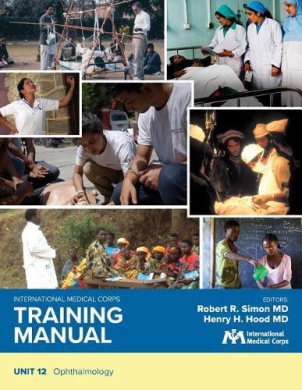 INTERNATIONAL MEDICAL CORPS
TRAINING
MANUAL
EDITORS:
Robert R. Simon MD
Henry H. Hood MD
International
Medical Corps
UNIT 12 Ophthalmology